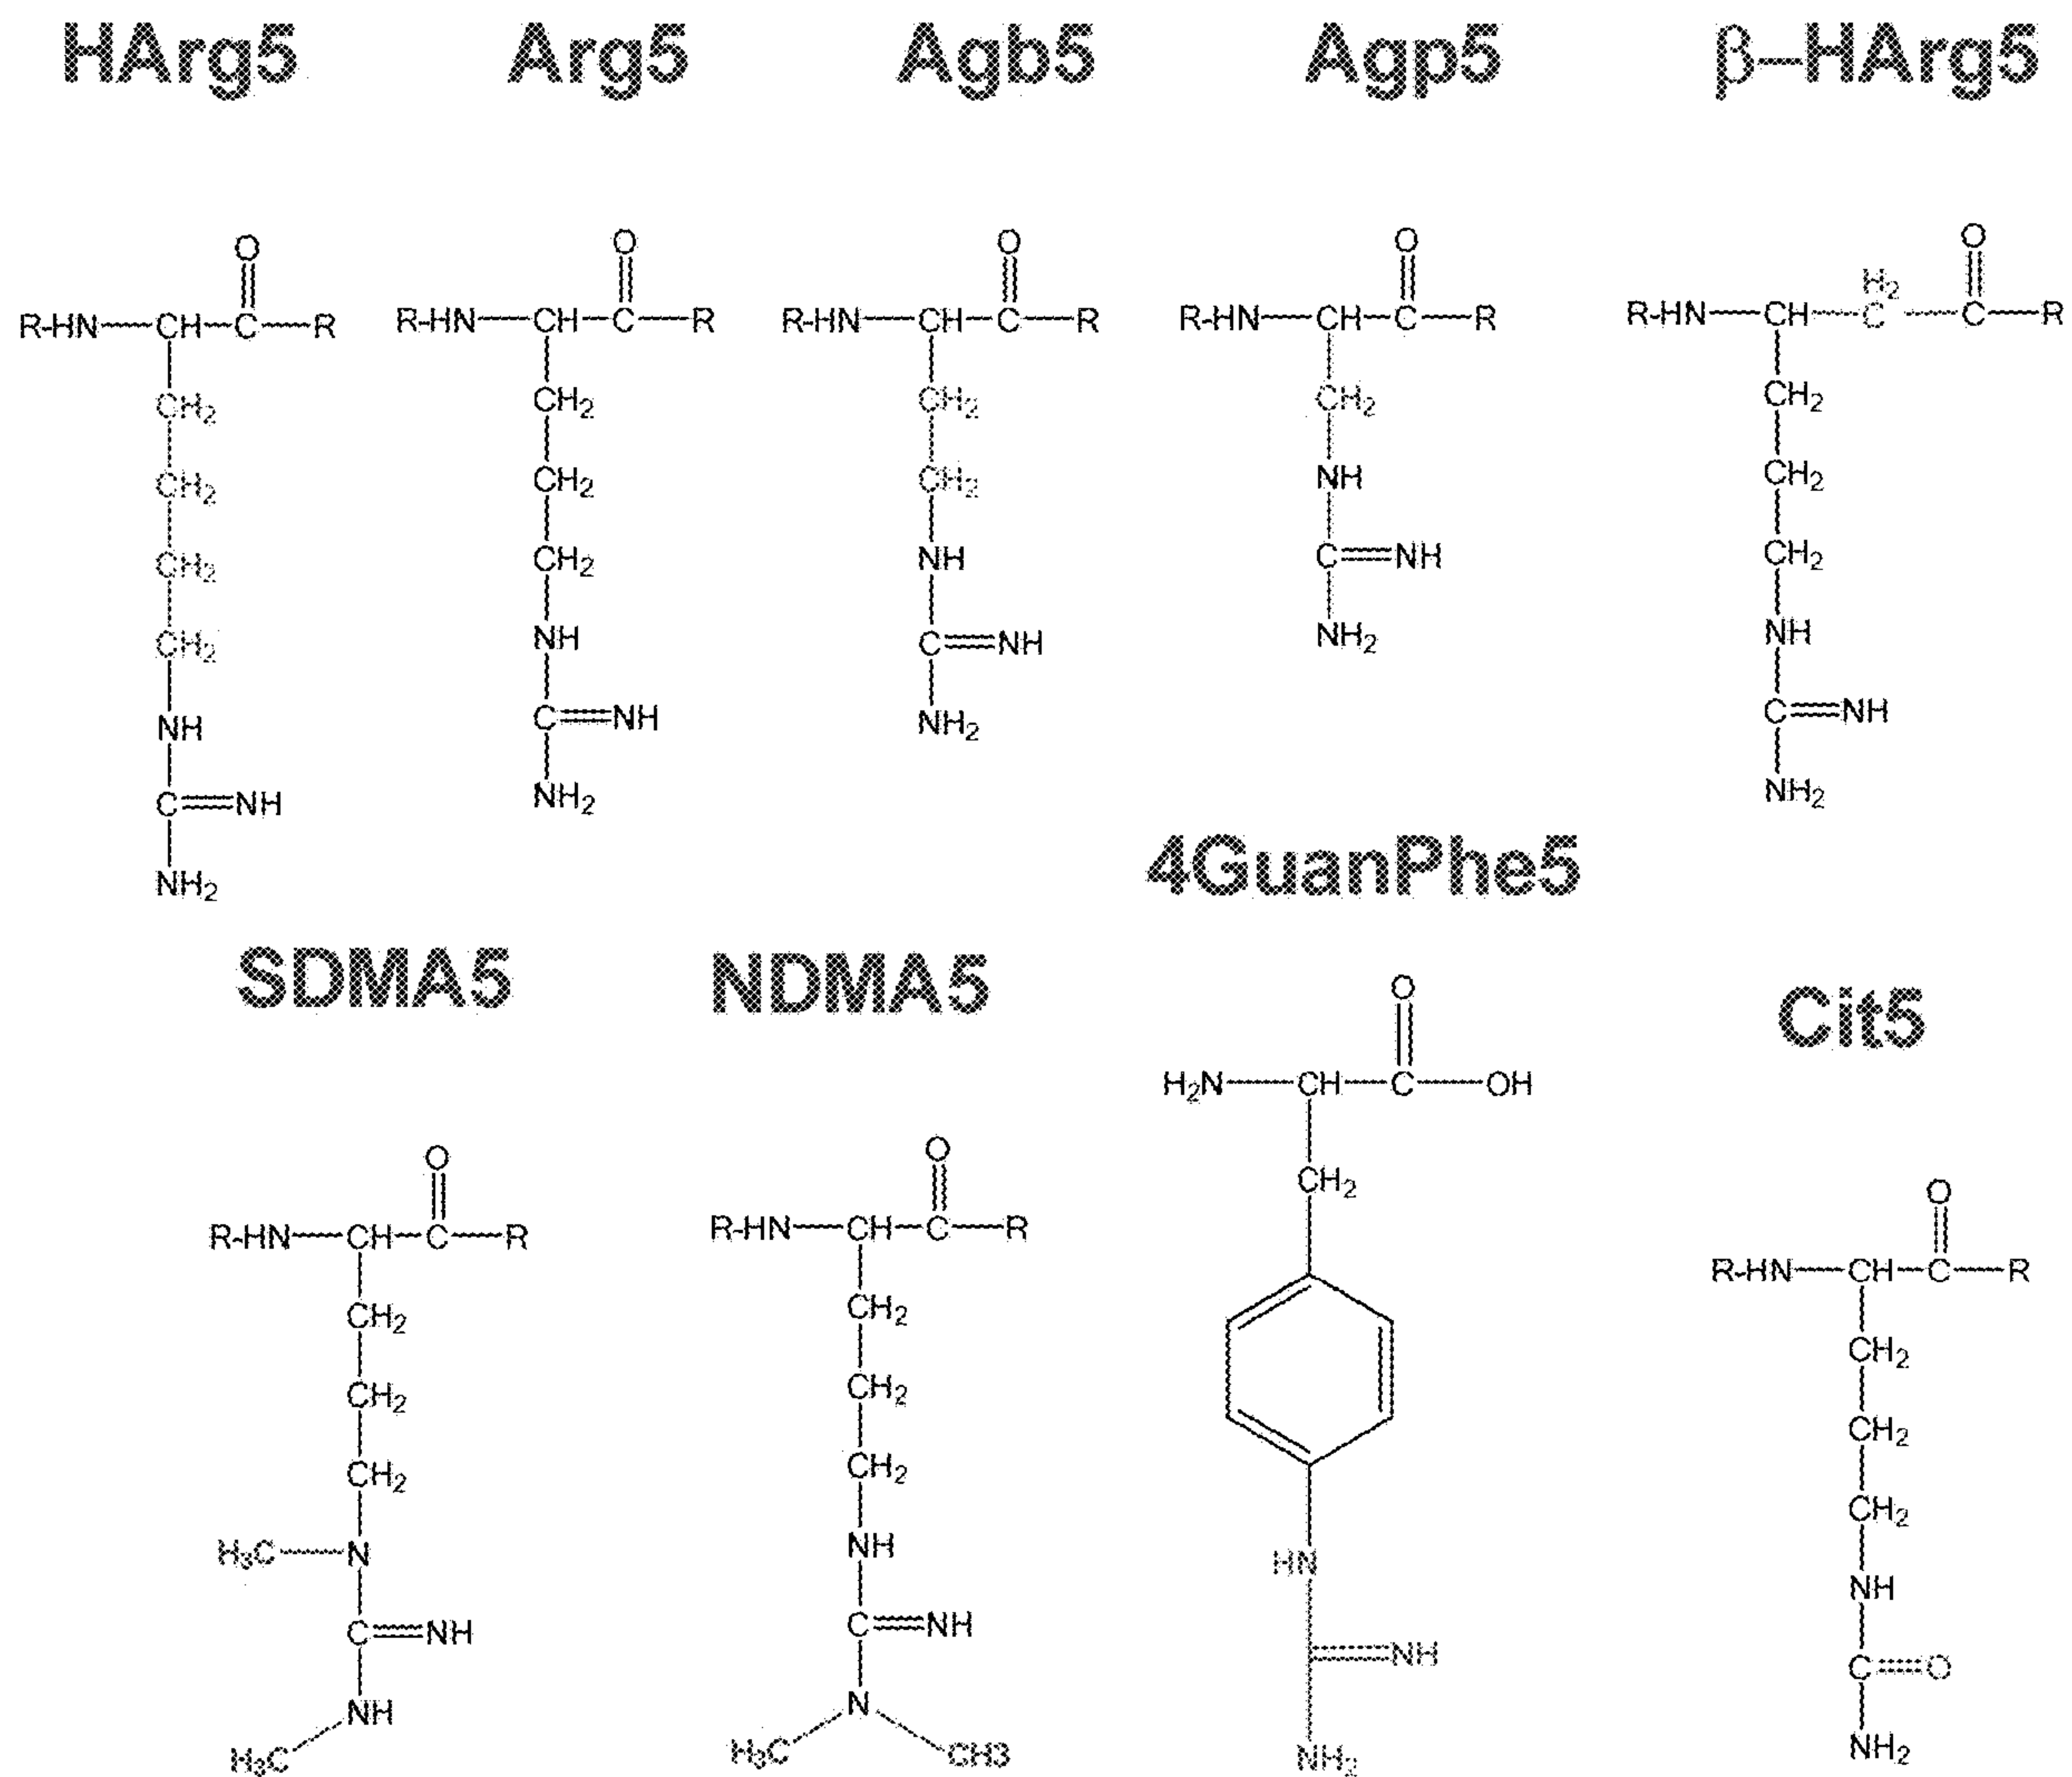 HArg5 Arg5 Agb5 Agp5 β–HArg5
O O O O O
H2
R-HN CH C R R-HN CH C R R-HN CH C R R-HN CH C R R-HN CH C C R
CH2 CH2 CH2 CH2 CH2
CH2 CH2 CH2 NH CH2
CH2 CH2 NH C NH CH2
CH2 NH C NH NH2 NH
NH C NH NH2 C NH
C NH NH2 NH2
NH2
4GuanPhe5
SDMA5 NDMA5 Cit5
O
H2N CH C OH
O O CH2 O
R-HN CH C R R-HN CH C R R-HN CH C R
CH2 CH2 CH2
CH2 CH2 CH2
CH2 CH2 CH2
H3C N NH HN NH
C NH C NH NH C O
NH N NH2
H3C H3C CH3 NH2